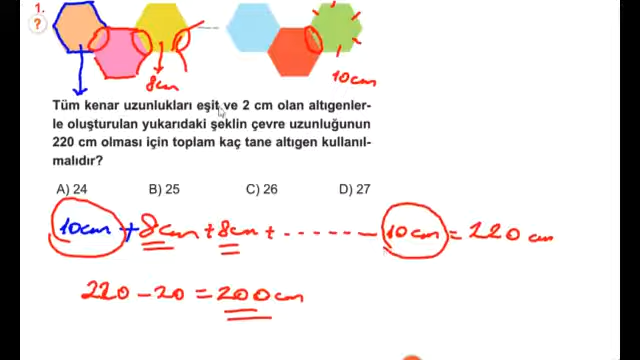 1.
?
8cm
10cm
Tüm kenar uzunlukları eşit ve 2 cm olan altıgenler-
le oluşturulan yukarıdaki şeklin çevre uzunluğunun
220 cm olması için toplam kaç tane altıgen kullanıl-
malıdır?
A) 24 B) 25 C) 26 D) 27
10cm + 8cm + 8cm + ------- 10cm = 220 cm
220 - 20 = 200cm